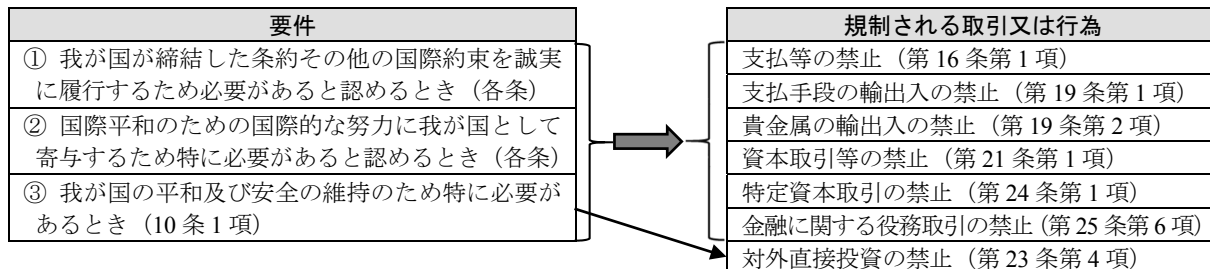 要件
① 我が国が締結した条約その他の国際約束を誠実
に履行するため必要があると認めるとき（各条）
② 国際平和のための国際的な努力に我が国として
寄与するため特に必要があると認めるとき（各条）
③ 我が国の平和及び安全の維持のため特に必要が
あるとき（10 条 1 項）
規制される取引又は行為
支払等の禁止（第 16 条第 1 項）
支払手段の輸出入の禁止（第 19 条第 1 項）
貴金属の輸出入の禁止（第 19 条第 2 項）
資本取引等の禁止（第 21 条第 1 項）
特定資本取引の禁止（第 24 条第 1 項）
金融に関する役務取引の禁止（第 25 条第 6 項）
対外直接投資の禁止（第 23 条第 4 項）